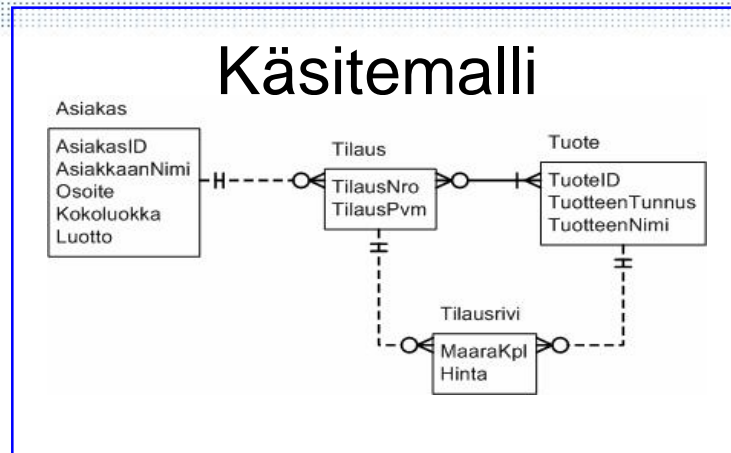 Käsitemalli
Asiakas
AsiakasID
AsiakkaanNimi
Osoite
Kokoluokka
Luotto
Tilaus
TilausNro
TilausPvm
Tuote
TuoteID
TuotteenTunnus
TuotteenNimi
Tilausrivi
MaaraKpl
Hinta